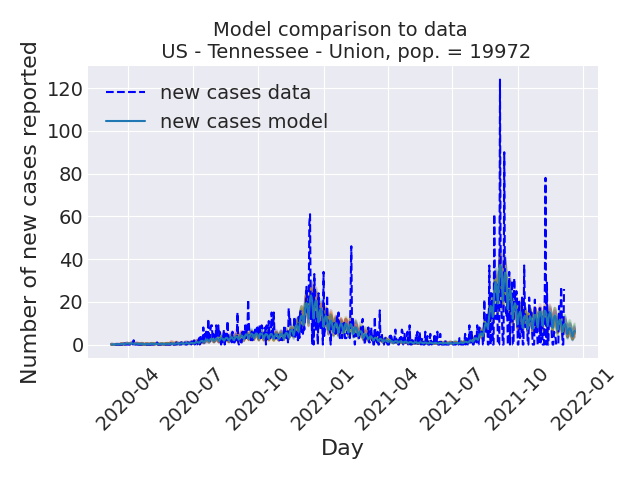 Model comparison to data
US - Tennessee - Union, pop. = 19972
Number of new cases reported
120
100
80
60
40
20
0
new cases data
new cases model
2020-04
2020-07
2020-10
2021-01
2021-04
2021-07
2021-10
2022-01
Day